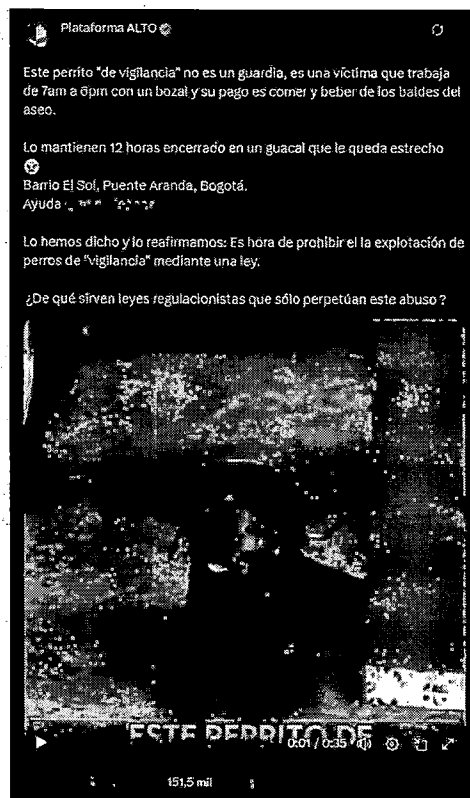 Plataforma ALTO
Este perrito "de vigilancia" no es un guardia, es una víctima que trabaja
de 7am a 6pm con un bozal y su pago es comer y beber de los baldes del
aseo.
Lo mantienen 12 horas encerrado en un guacal que le queda estrecho
Barrio El Sol, Puente Aranda, Bogotá.
Ayuda
Lo hemos dicho y lo reafirmamos: Es hora de prohibir el la explotación de
perros de "vigilancia" mediante una ley.
¿De qué sirven leyes regulacionistas que sólo perpetúan este abuso ?
ESTE PERRITO DE
0:01 / 0:35
151,5 mil